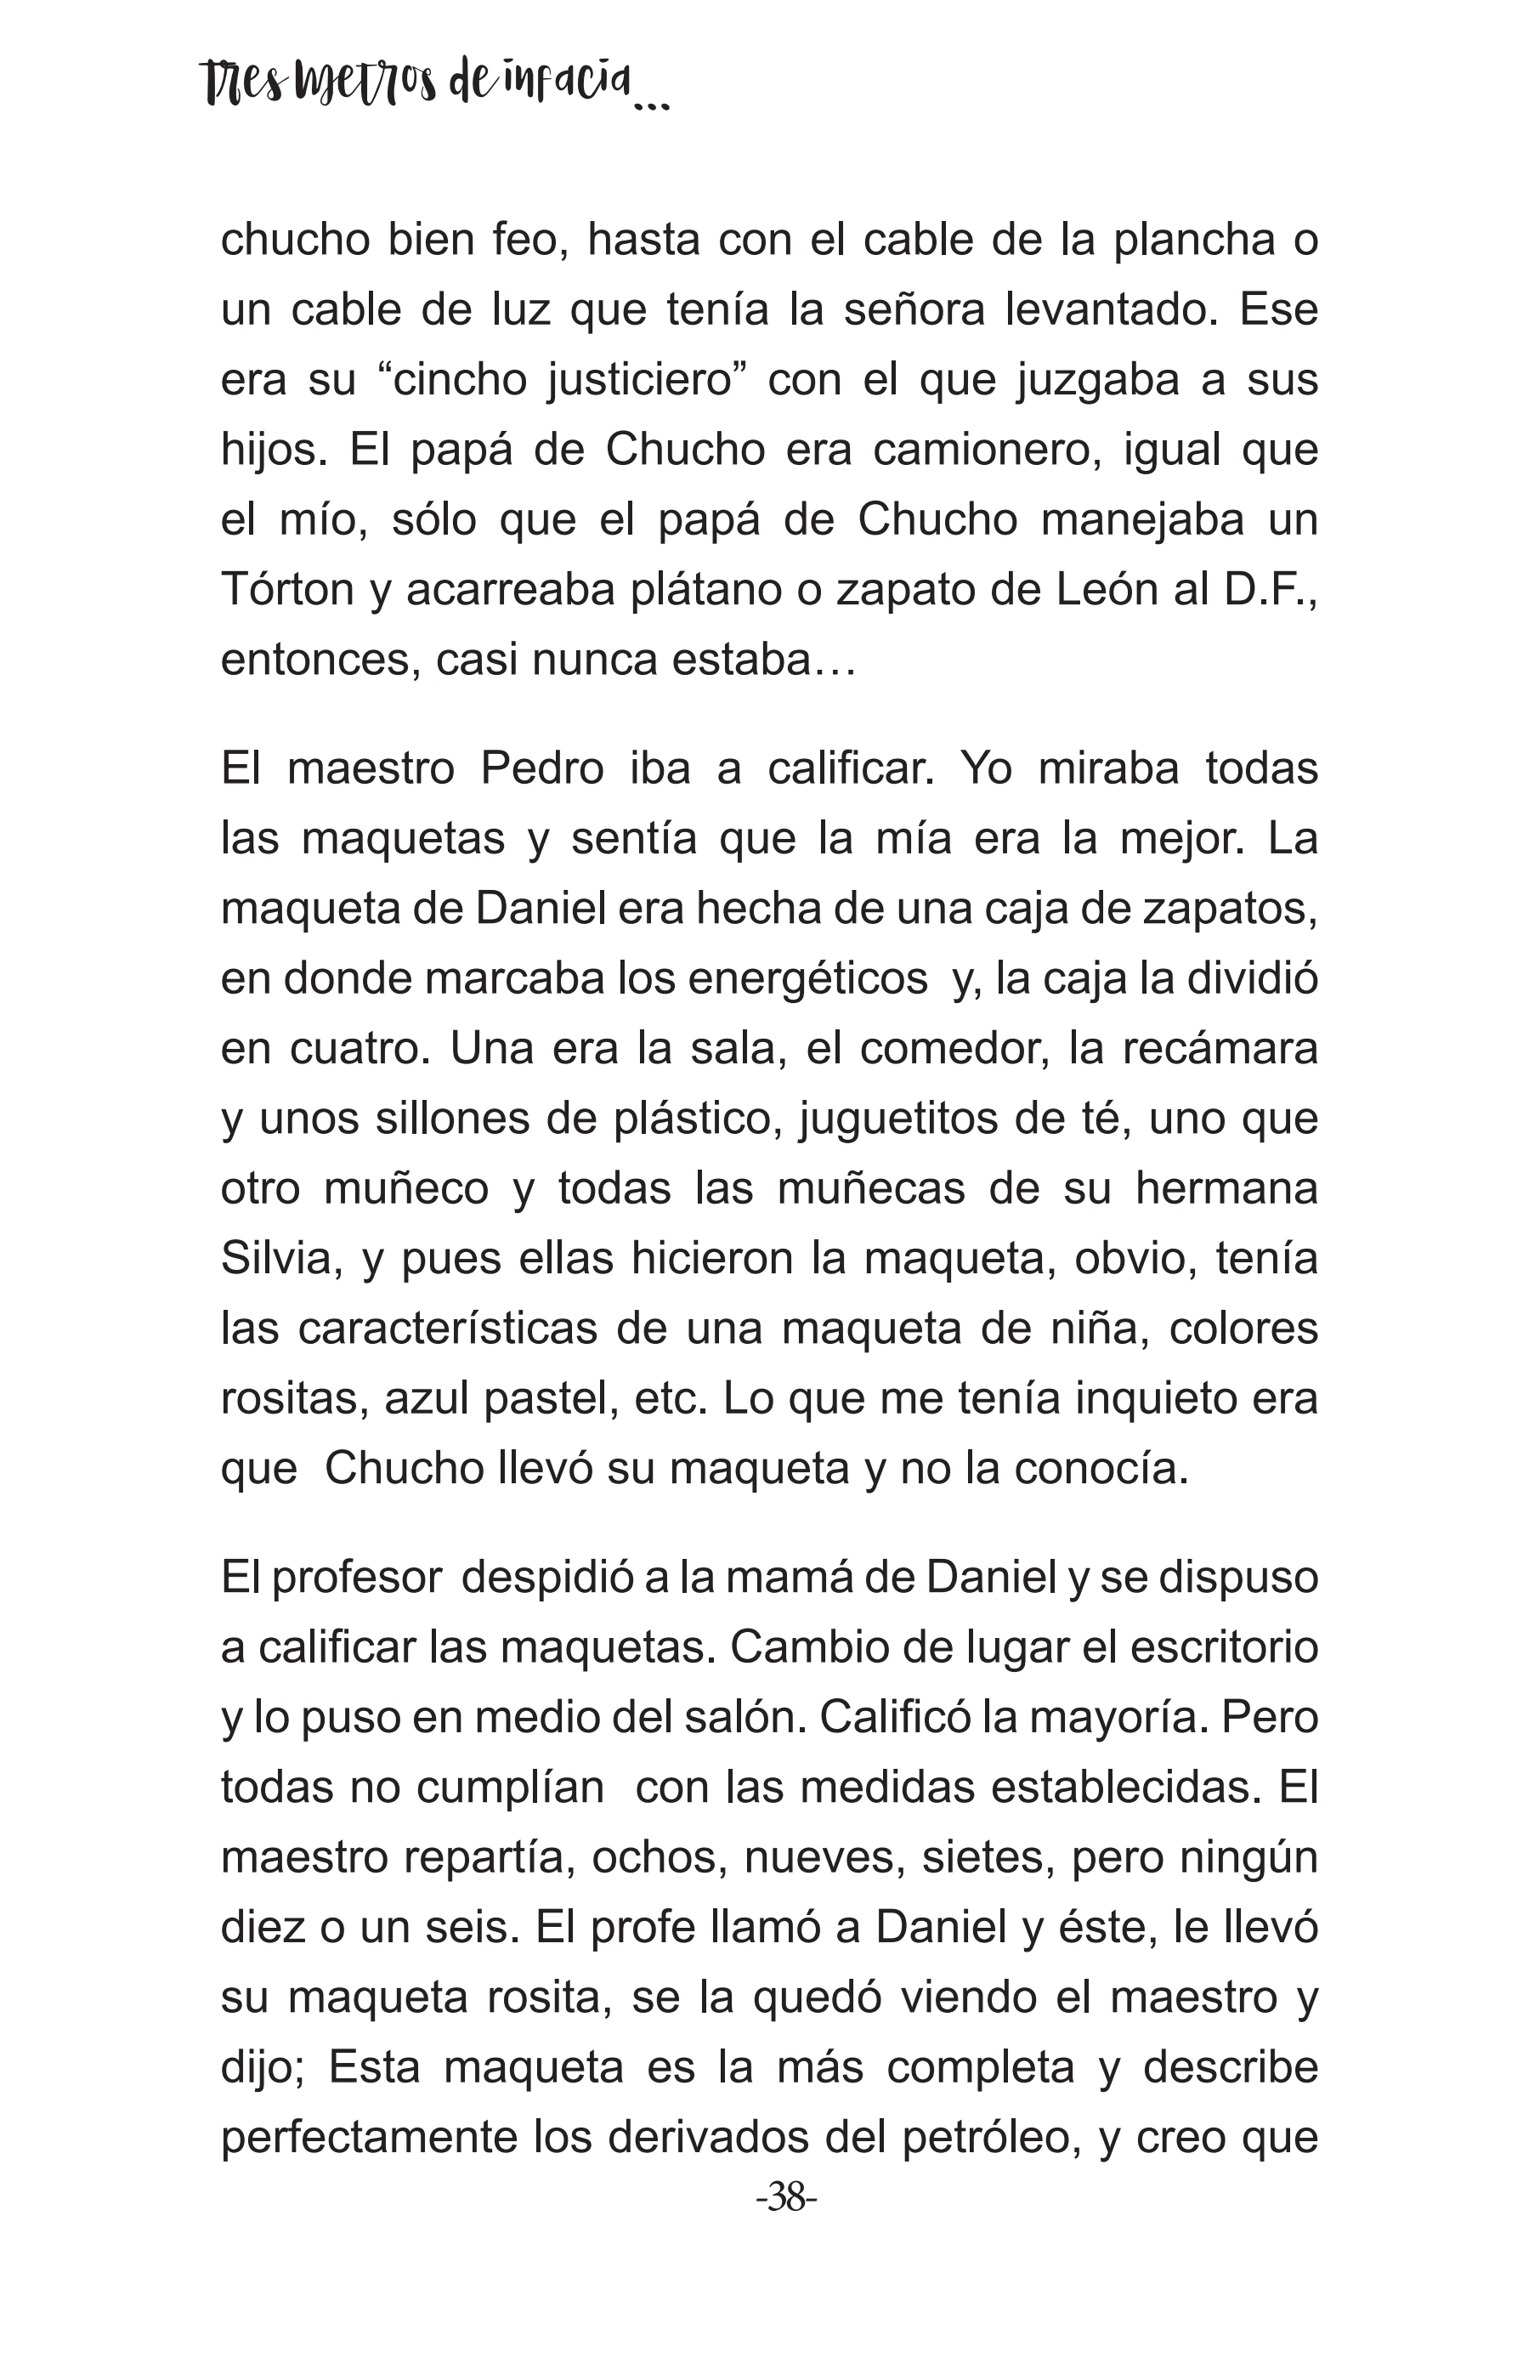 Tres metros de infacia...
chucho bien feo, hasta con el cable de la plancha o
un cable de luz que tenía la señora levantado. Ese
era su “cincho justiciero” con el que juzgaba a sus
hijos. El papá de Chucho era camionero, igual que
el mío, sólo que el papá de Chucho manejaba un
Tórton y acarreaba plátano o zapato de León al D.F.,
entonces, casi nunca estaba…
El maestro Pedro iba a calificar. Yo miraba todas
las maquetas y sentía que la mía era la mejor. La
maqueta de Daniel era hecha de una caja de zapatos,
en donde marcaba los energéticos  y, la caja la dividió
en cuatro. Una era la sala, el comedor, la recámara
y unos sillones de plástico, juguetitos de té, uno que
otro muñeco y todas las muñecas de su hermana
Silvia, y pues ellas hicieron la maqueta, obvio, tenía
las características de una maqueta de niña, colores
rositas, azul pastel, etc. Lo que me tenía inquieto era
que  Chucho llevó su maqueta y no la conocía.
El profesor  despidió a la mamá de Daniel y se dispuso
a calificar las maquetas. Cambio de lugar el escritorio
y lo puso en medio del salón. Calificó la mayoría. Pero
todas no cumplían  con las medidas establecidas. El
maestro repartía, ochos, nueves, sietes, pero ningún
diez o un seis. El profe llamó a Daniel y éste, le llevó
su maqueta rosita, se la quedó viendo el maestro y
dijo; Esta maqueta es la más completa y describe
perfectamente los derivados del petróleo, y creo que
-38-